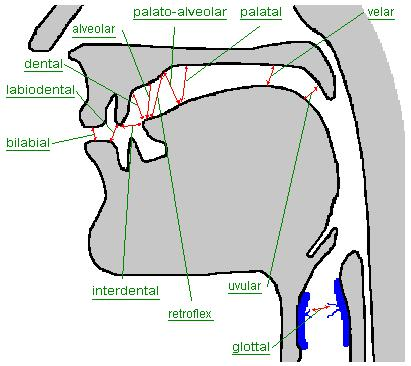 palato-alveolar palatal velar
alveolar
dental
labiodental
bilabial
interdental
uvular
retroflex
glottal